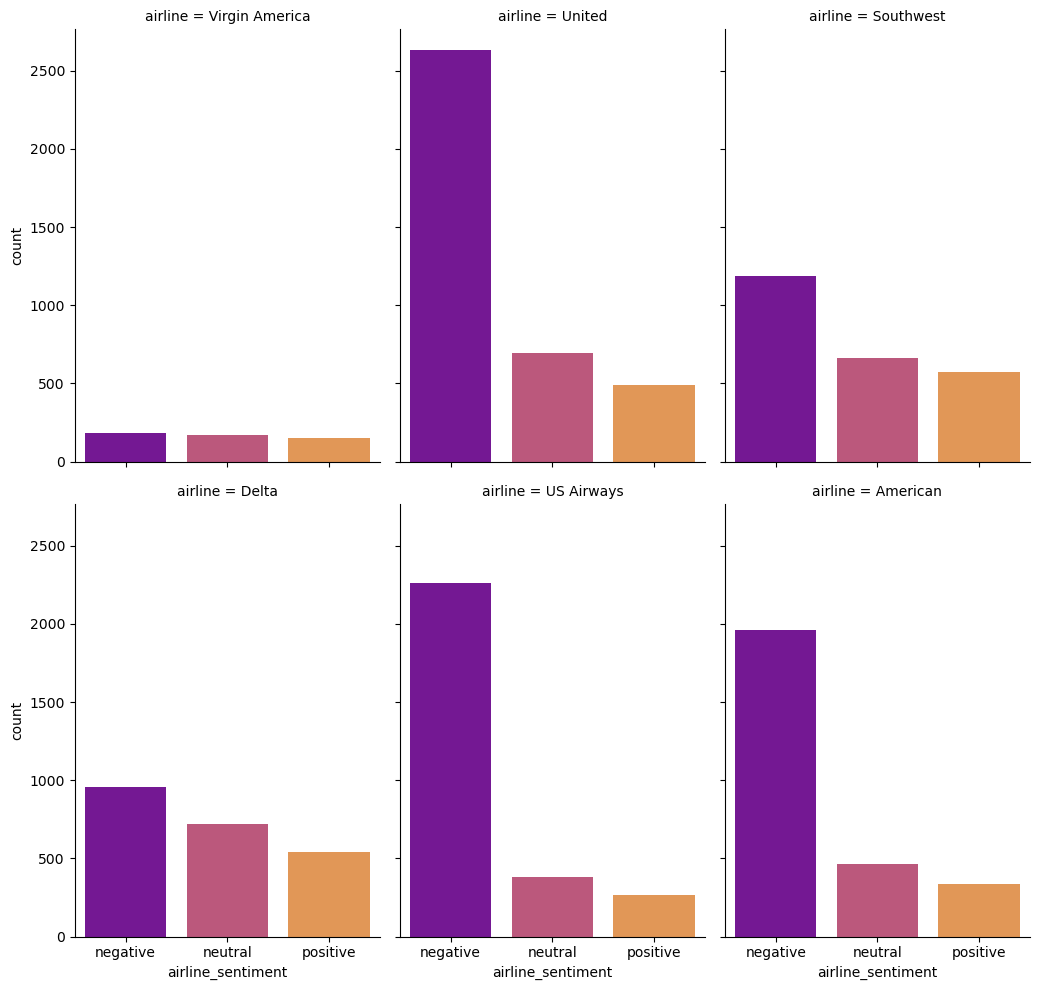 airline = Virgin America
airline = United
airline = Southwest
2500
2000
1500
1000
500
0
count
airline = Delta
airline = US Airways
airline = American
2500
2000
1500
1000
500
0
count
negative neutral positive
negative neutral positive
negative neutral positive
airline_sentiment
airline_sentiment
airline_sentiment